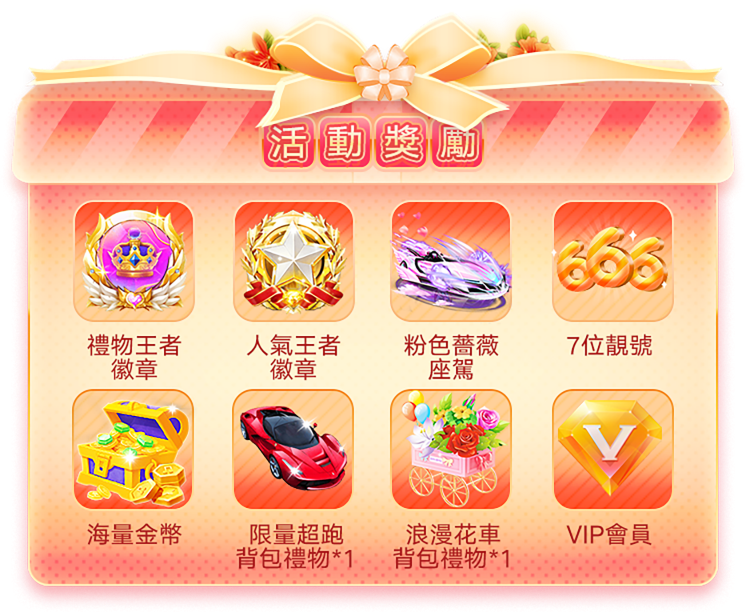 活動獎勵
禮物王者
徽章
人氣王者
徽章
粉色薔薇
座駕
666
7位靚號
海量金幣
限量超跑
背包禮物*1
浪漫花車
背包禮物*1
V
VIP會員